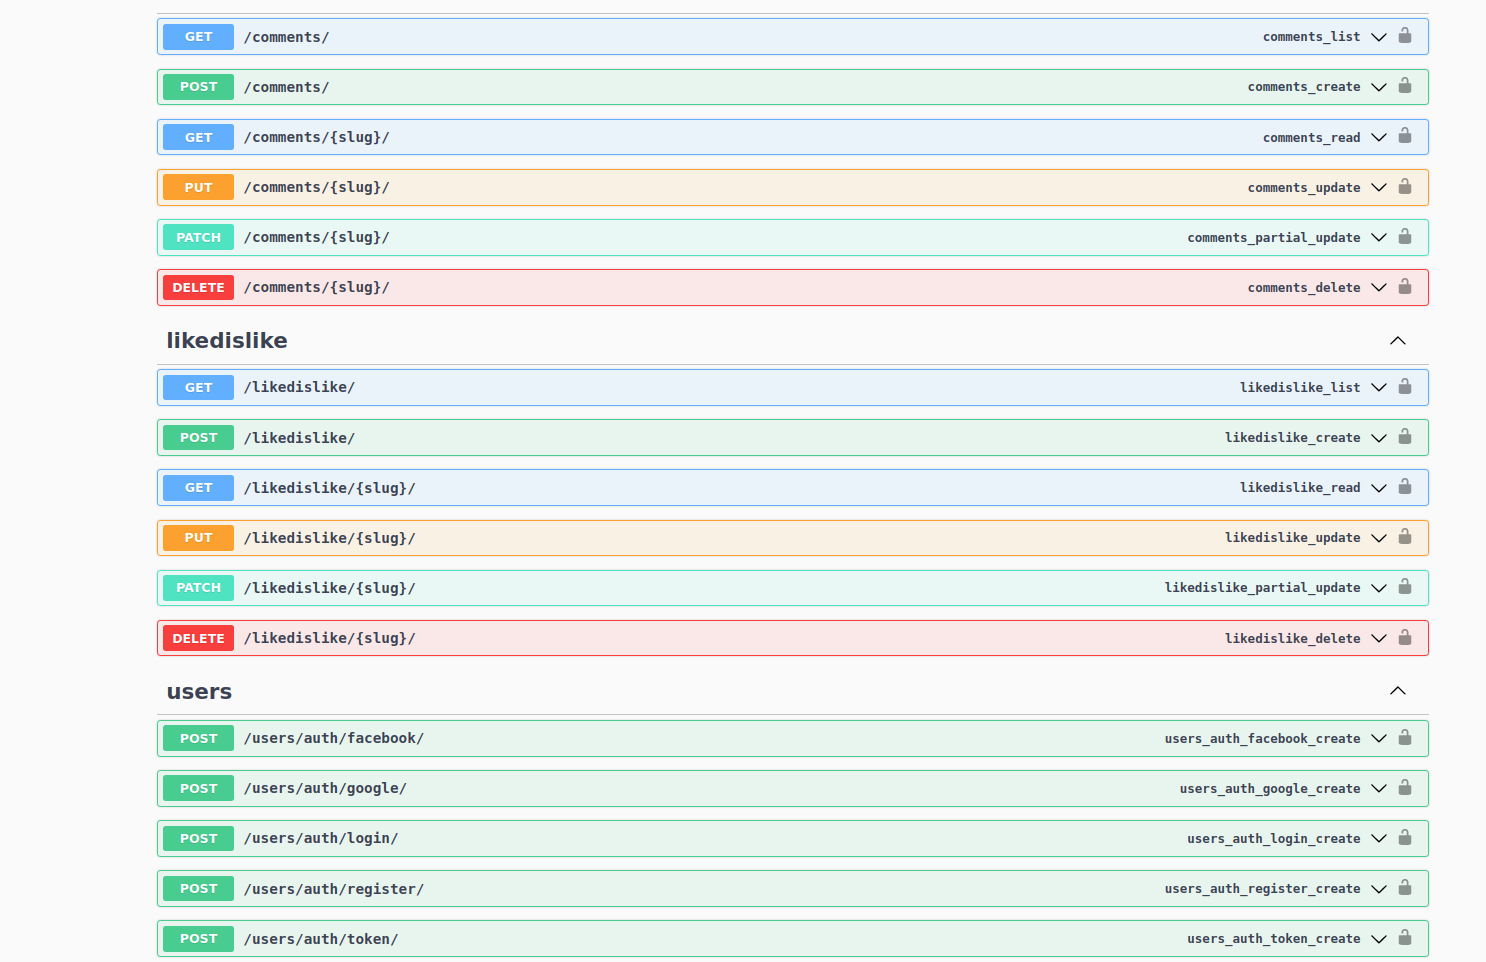 GET /comments/ comments_list
POST /comments/ comments_create
GET /comments/{slug}/ comments_read
PUT /comments/{slug}/ comments_update
PATCH /comments/{slug}/ comments_partial_update
DELETE /comments/{slug}/ comments_delete
likedislike
GET /likedislike/ likedislike_list
POST /likedislike/ likedislike_create
GET /likedislike/{slug}/ likedislike_read
PUT /likedislike/{slug}/ likedislike_update
PATCH /likedislike/{slug}/ likedislike_partial_update
DELETE /likedislike/{slug}/ likedislike_delete
users
POST /users/auth/facebook/ users_auth_facebook_create
POST /users/auth/google/ users_auth_google_create
POST /users/auth/login/ users_auth_login_create
POST /users/auth/register/ users_auth_register_create
POST /users/auth/token/ users_auth_token_create